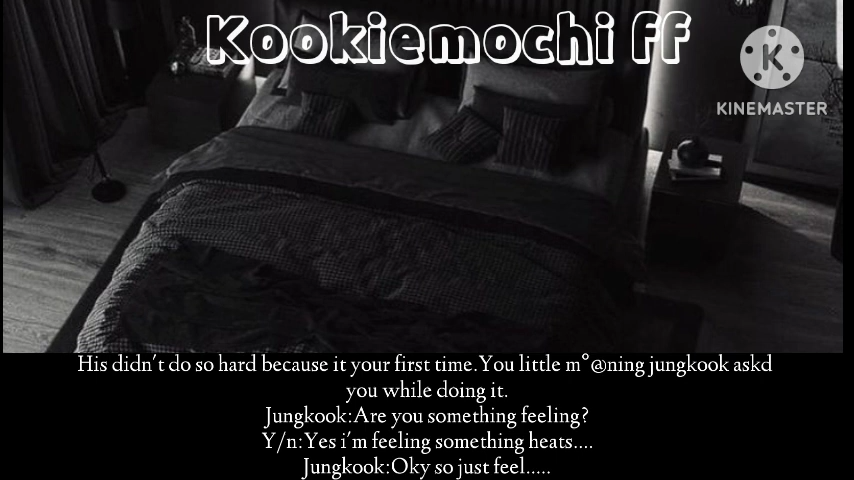 Kookiemochi ff
K
KINEMASTER
His didn't do so hard because it your first time.You little m°@ning jungkook askd
you while doing it.
Jungkook:Are you something feeling?
Y/n:Yes i'm feeling something heats....
Jungkook:Oky so just feel.....